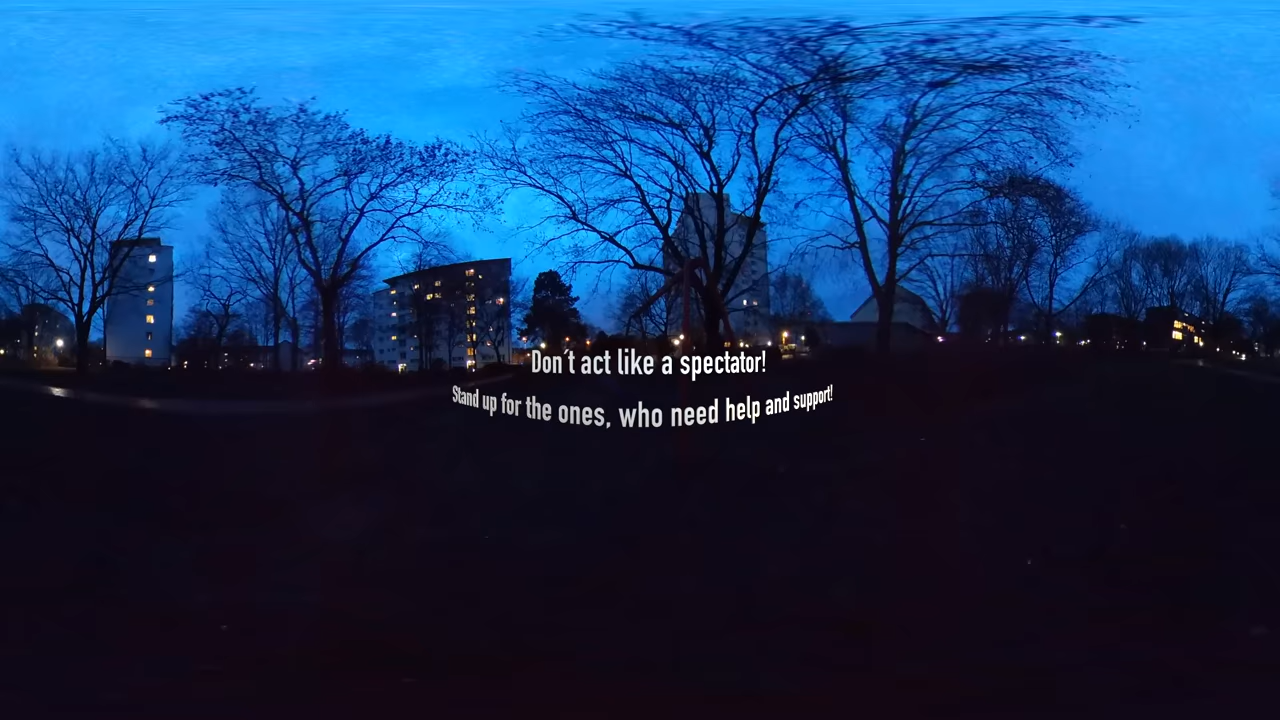 Don´t act like a spectator!
Stand up for the ones, who need help and support!